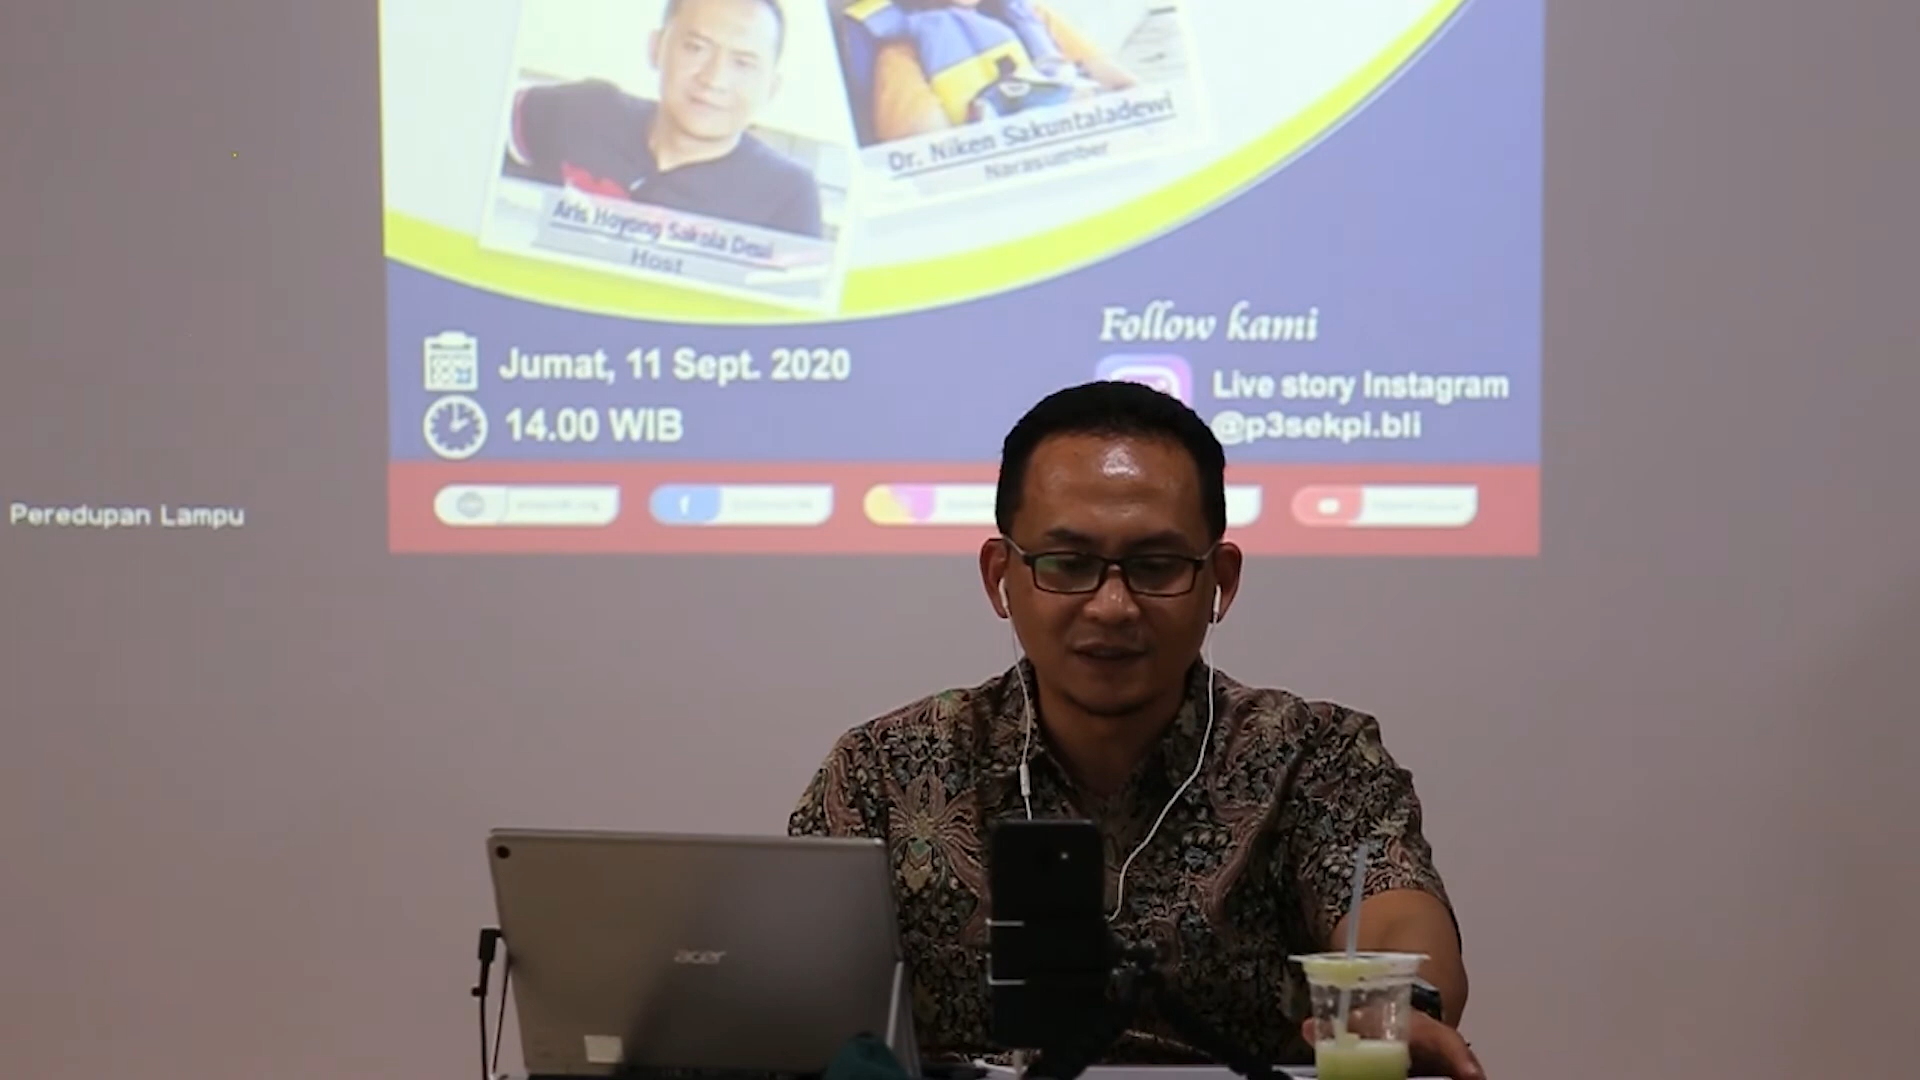 Dr. Niken Sakuntaladewi
Narasumber
Aris Hoyong Sakola Dewi
Host
Follow kami
Jumat, 11 Sept. 2020
Live story Instagram
14.00 WIB
@p3sekpi.bli
Peredupan Lampu
acer